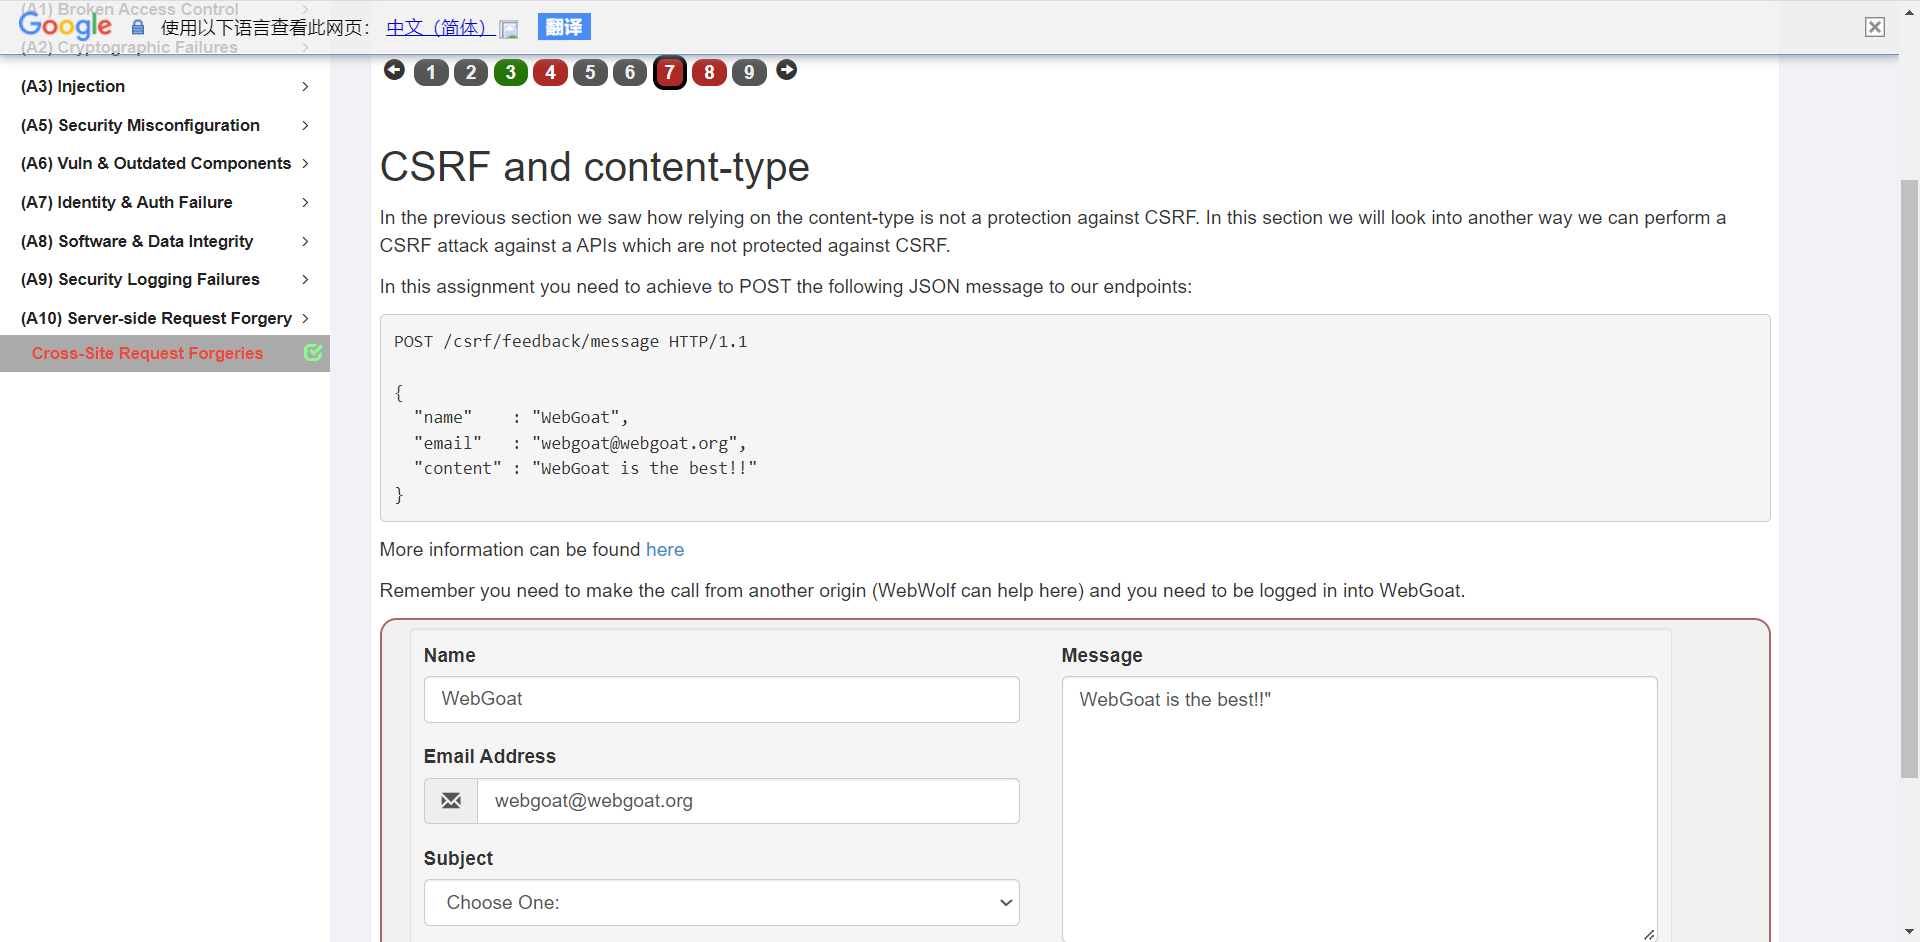 (A1) Broken Access Control
Google 使用以下语言查看此网页: 中文（简体） 翻译
(A2) Cryptographic Failures
1 2 3 4 5 6 7 8 9
(A3) Injection
(A5) Security Misconfiguration
(A6) Vuln & Outdated Components
(A7) Identity & Auth Failure
(A8) Software & Data Integrity
(A9) Security Logging Failures
(A10) Server-side Request Forgery
Cross-Site Request Forgeries
CSRF and content-type
In the previous section we saw how relying on the content-type is not a protection against CSRF. In this section we will look into another way we can perform a
CSRF attack against a APIs which are not protected against CSRF.
In this assignment you need to achieve to POST the following JSON message to our endpoints:
POST /csrf/feedback/message HTTP/1.1
{
"name" : "WebGoat",
"email" : "webgoat@webgoat.org",
"content" : "WebGoat is the best!!"
}
More information can be found here
Remember you need to make the call from another origin (WebWolf can help here) and you need to be logged in into WebGoat.
Name
WebGoat
Email Address
webgoat@webgoat.org
Subject
Choose One:
Message
WebGoat is the best!!"